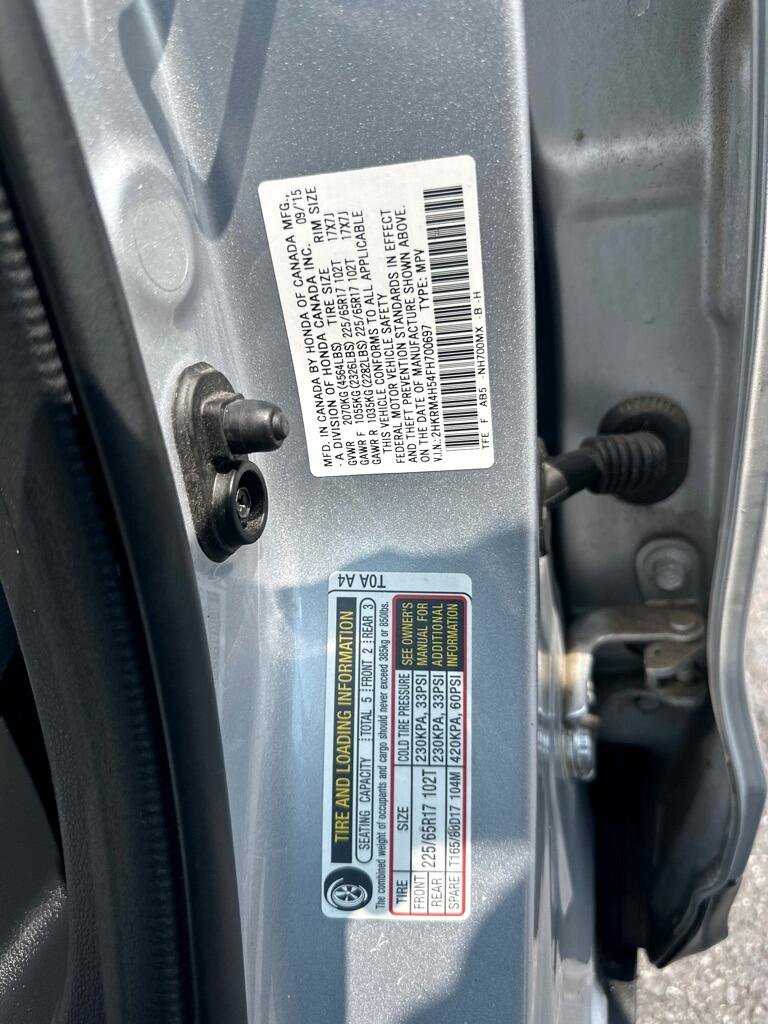 MFD. IN CANADA BY HONDA OF CANADA MFG.,
- A DIVISION OF HONDA CANADA INC. 09/'15
GVWR 2070KG(4564LBS) TIRE SIZE RIM SIZE
GAWR F 1055KG(2326LBS) 225/65R17 102T 17X7J
GAWR R 1035KG(2282LBS) 225/65R17 102T 17X7J
THIS VEHICLE CONFORMS TO ALL APPLICABLE
FEDERAL MOTOR VEHICLE SAFETY
AND THEFT PREVENTION STANDARDS IN EFFECT
ON THE DATE OF MANUFACTURE SHOWN ABOVE.
V.I.N.: 2HKRM4H54FH700697 TYPE: MPV
TFE F AB5 -NH700MX -B -H
TIRE AND LOADING INFORMATION
T0A A4
SEATING CAPACITY TOTAL 5 FRONT 2 REAR 3
The combined weight of occupants and cargo should never exceed 385kg or 850lbs.
TIRE SIZE COLD TIRE PRESSURE SEE OWNER'S
FRONT 225/65R17 102T 230KPA, 33PSI MANUAL FOR
REAR 230KPA, 33PSI ADDITIONAL
SPARE T165/80D17 104M 420KPA, 60PSI INFORMATION